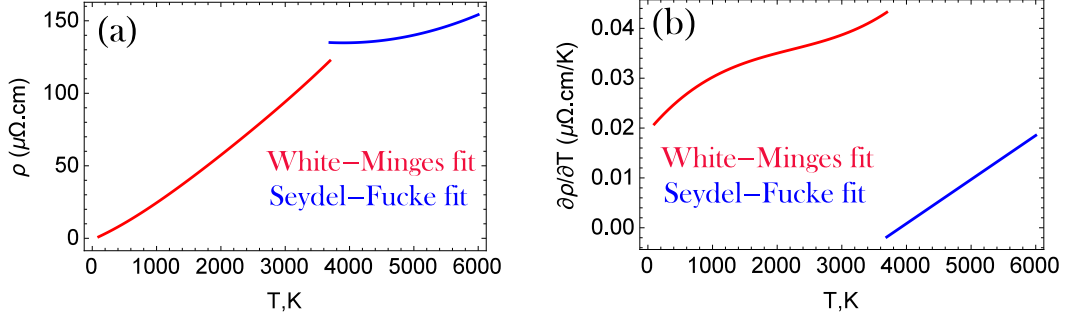 (a)
150
100
50
0
ρ (μΩ.cm)
White−Minges fit
Seydel−Fucke fit
0 1000 2000 3000 4000 5000 6000
T,K
(b)
0.04
0.03
0.02
0.01
0.00
∂ρ/∂T (μΩ.cm/K)
White−Minges fit
Seydel−Fucke fit
0 1000 2000 3000 4000 5000 6000
T,K